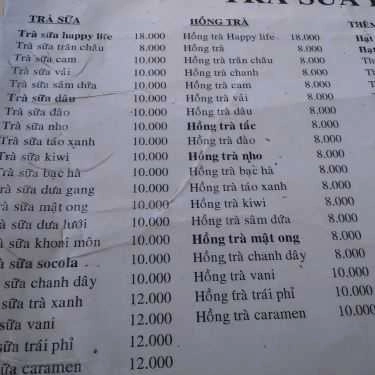 TRÀ SỮA
Trà sữa happy life 18.000
Trà sữa trân châu 10.000
Trà sữa cam 10.000
Trà sữa vải 10.000
Trà sữa sâm dứa 10.000
Trà sữa dâu 10.000
Trà sữa đào 10.000
Trà sữa nho 10.000
Trà sữa táo xanh 10.000
Trà sữa kiwi 10.000
sữa bạc hà 10.000
sữa dưa gang 10.000
sữa mật ong 10.000
sữa dưa lưới 10.000
sữa khoai môn 10.000
sữa socola 10.000
sữa chanh dây 10.000
sữa trà xanh 12.000
sữa vani 12.000
sữa trái phỉ 12.000
sữa caramen 12.000
HỒNG TRÀ
Hồng trà Happy life 18.000
Hồng trà 8.000
Hồng trà trân châu 8.000
Hồng trà chanh 8.000
Hồng trà cam 8.000
Hồng trà vải 8.000
Hồng trà dâu 8.000
Hồng trà tắc 8.000
Hồng trà đào 8.000
Hồng trà nho 8.000
Hồng trà bạc hà 8.000
Hồng trà táo xanh 8.000
Hồng trà kiwi 8.000
Hồng trà sâm dứa 8.000
Hồng trà mật ong 8.000
Hồng trà chanh dây 8.000
Hồng trà vani 10.000
Hồng trà trái phỉ 10.000
Hồng trà caramen 10.000
THÊM
Hạt